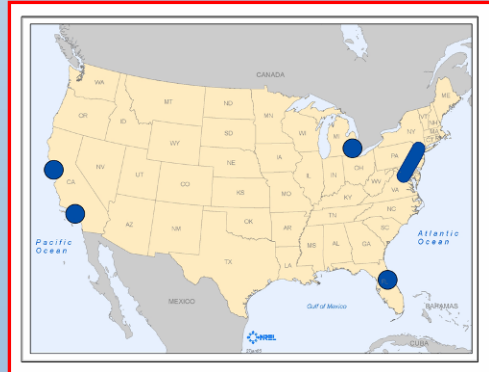 CANADA
WA
MT
ND
MN
ME
OR
ID
WI
MI
NY
VT
NH
MA
SD
WY
IA
PA
NE
NV
IL
IN
OH
CA
UT
CO
WV
VA
KS
MO
KY
NC
TN
OK
AR
SC
AZ
NM
MS
AL
GA
Pacific
Ocean
Atlantic
Ocean
TX
LA
FL
MEXICO
Gulf of Mexico
BAHAMAS
NREL
CUBA